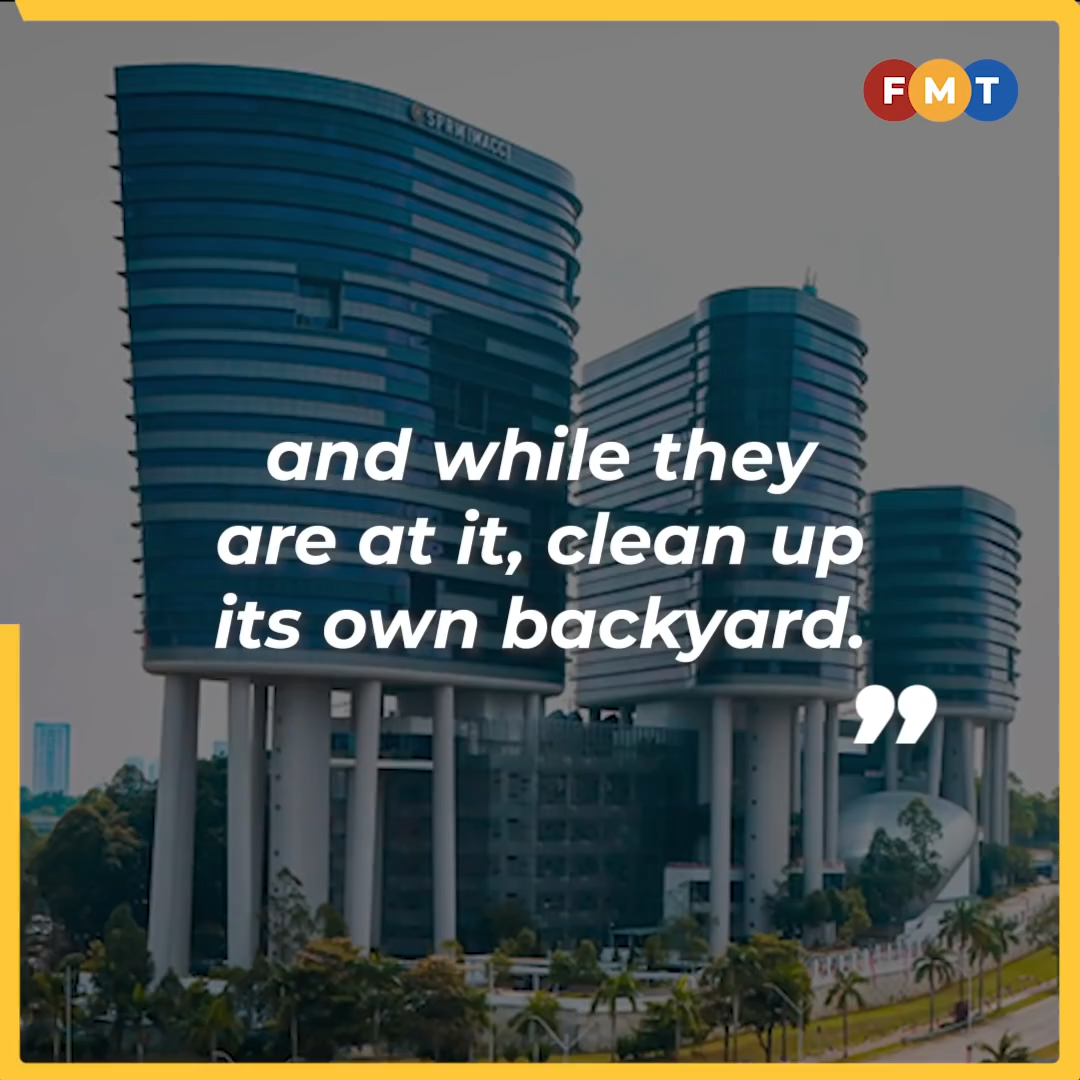 FMT
SPRM (MACC)
and while they
are at it, clean up
its own backyard.
”